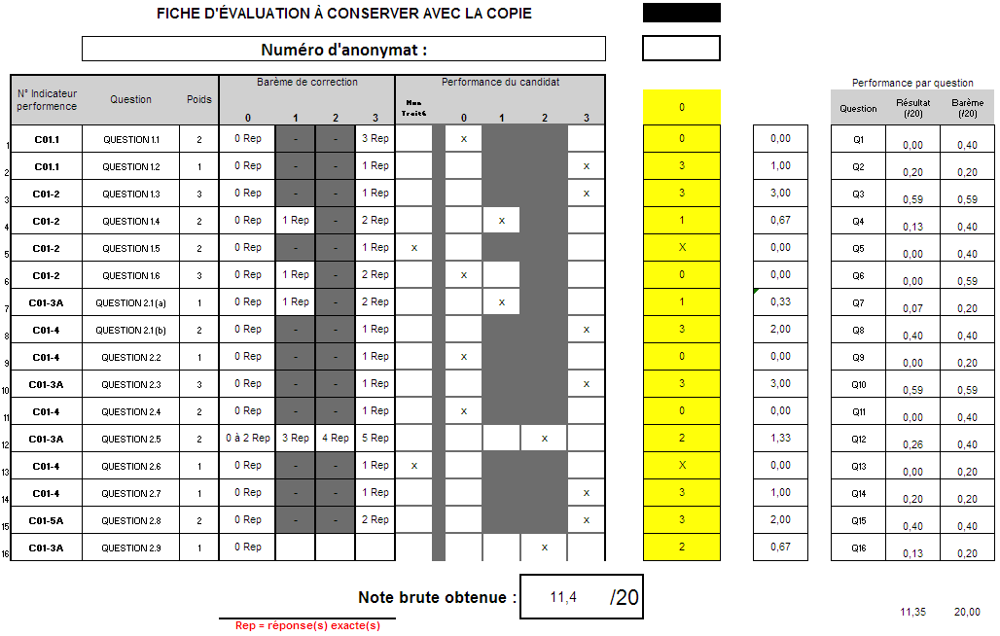 FICHE D'ÉVALUATION À CONSERVER AVEC LA COPIE
Numéro d'anonymat :
Barème de correction Performance du candidat Performance par question
N° Indicateur performence Question Poids 0 1 2 3 Non Traité 0 1 2 3 0 Question Résultat (/20) Barème (/20)
1 C01.1 QUESTION 1.1 2 0 Rep - - 3 Rep x 0 0,00 Q1 0,00 0,40
2 C01.1 QUESTION 1.2 1 0 Rep - - 1 Rep x 3 1,00 Q2 0,20 0,20
3 C01-2 QUESTION 1.3 3 0 Rep - - 1 Rep x 3 3,00 Q3 0,59 0,59
4 C01-2 QUESTION 1.4 2 0 Rep 1 Rep - 2 Rep x 1 0,67 Q4 0,13 0,40
5 C01-2 QUESTION 1.5 2 0 Rep - - 1 Rep x X 0,00 Q5 0,00 0,40
6 C01-2 QUESTION 1.6 3 0 Rep 1 Rep - 2 Rep x 0 0,00 Q6 0,00 0,59
7 C01-3A QUESTION 2.1(a) 1 0 Rep 1 Rep - 2 Rep x 1 0,33 Q7 0,07 0,20
8 C01-4 QUESTION 2.1(b) 2 0 Rep - - 1 Rep x 3 2,00 Q8 0,40 0,40
9 C01-4 QUESTION 2.2 1 0 Rep - - 1 Rep x 0 0,00 Q9 0,00 0,20
10 C01-3A QUESTION 2.3 3 0 Rep - - 1 Rep x 3 3,00 Q10 0,59 0,59
11 C01-4 QUESTION 2.4 2 0 Rep - - 1 Rep x 0 0,00 Q11 0,00 0,40
12 C01-3A QUESTION 2.5 2 0 à 2 Rep 3 Rep 4 Rep 5 Rep x 2 1,33 Q12 0,26 0,40
13 C01-4 QUESTION 2.6 1 0 Rep - - 1 Rep x X 0,00 Q13 0,00 0,20
14 C01-4 QUESTION 2.7 1 0 Rep - - 1 Rep x 3 1,00 Q14 0,20 0,20
15 C01-5A QUESTION 2.8 2 0 Rep - - 2 Rep x 3 2,00 Q15 0,40 0,40
16 C01-3A QUESTION 2.9 1 0 Rep x 2 0,67 Q16 0,13 0,20
Note brute obtenue : 11,4 /20
11,35 20,00
Rep = réponse(s) exacte(s)